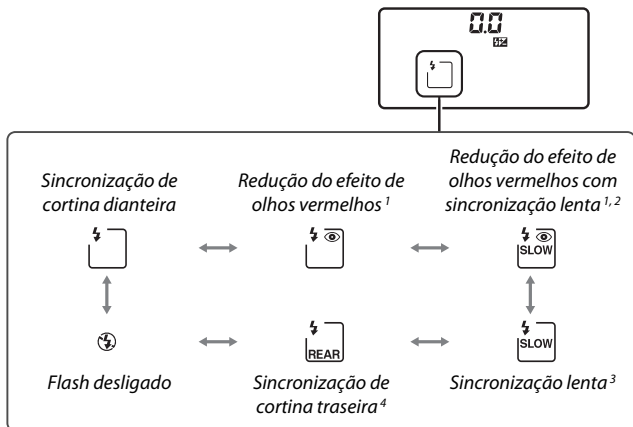 0.0
Sincronização de
cortina dianteira
Redução do efeito de
olhos vermelhos 1
Redução do efeito de
olhos vermelhos com
sincronização lenta 1, 2
SLOW
REAR
SLOW
Flash desligado
Sincronização de
cortina traseira 4
Sincronização lenta 3